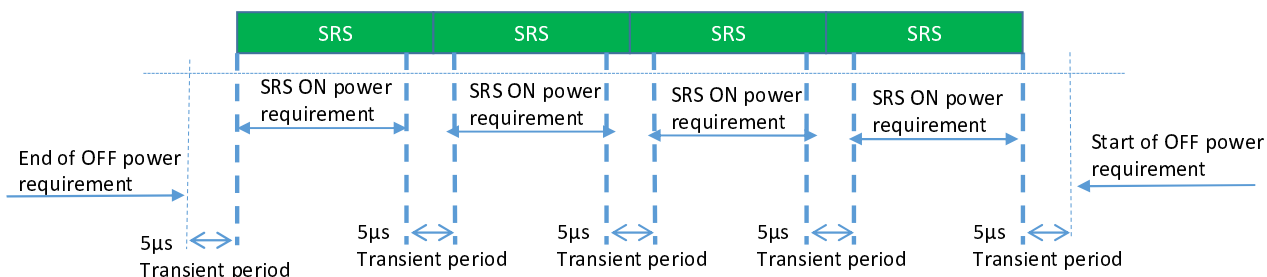 SRS SRS SRS SRS
SRS ON power
requirement
SRS ON power
requirement
SRS ON power
requirement
SRS ON power
requirement
End of OFF power
requirement
Start of OFF power
requirement
5µs
Transient period
5µs
Transient period
5µs
Transient period
5µs
Transient period
5µs
Transient period